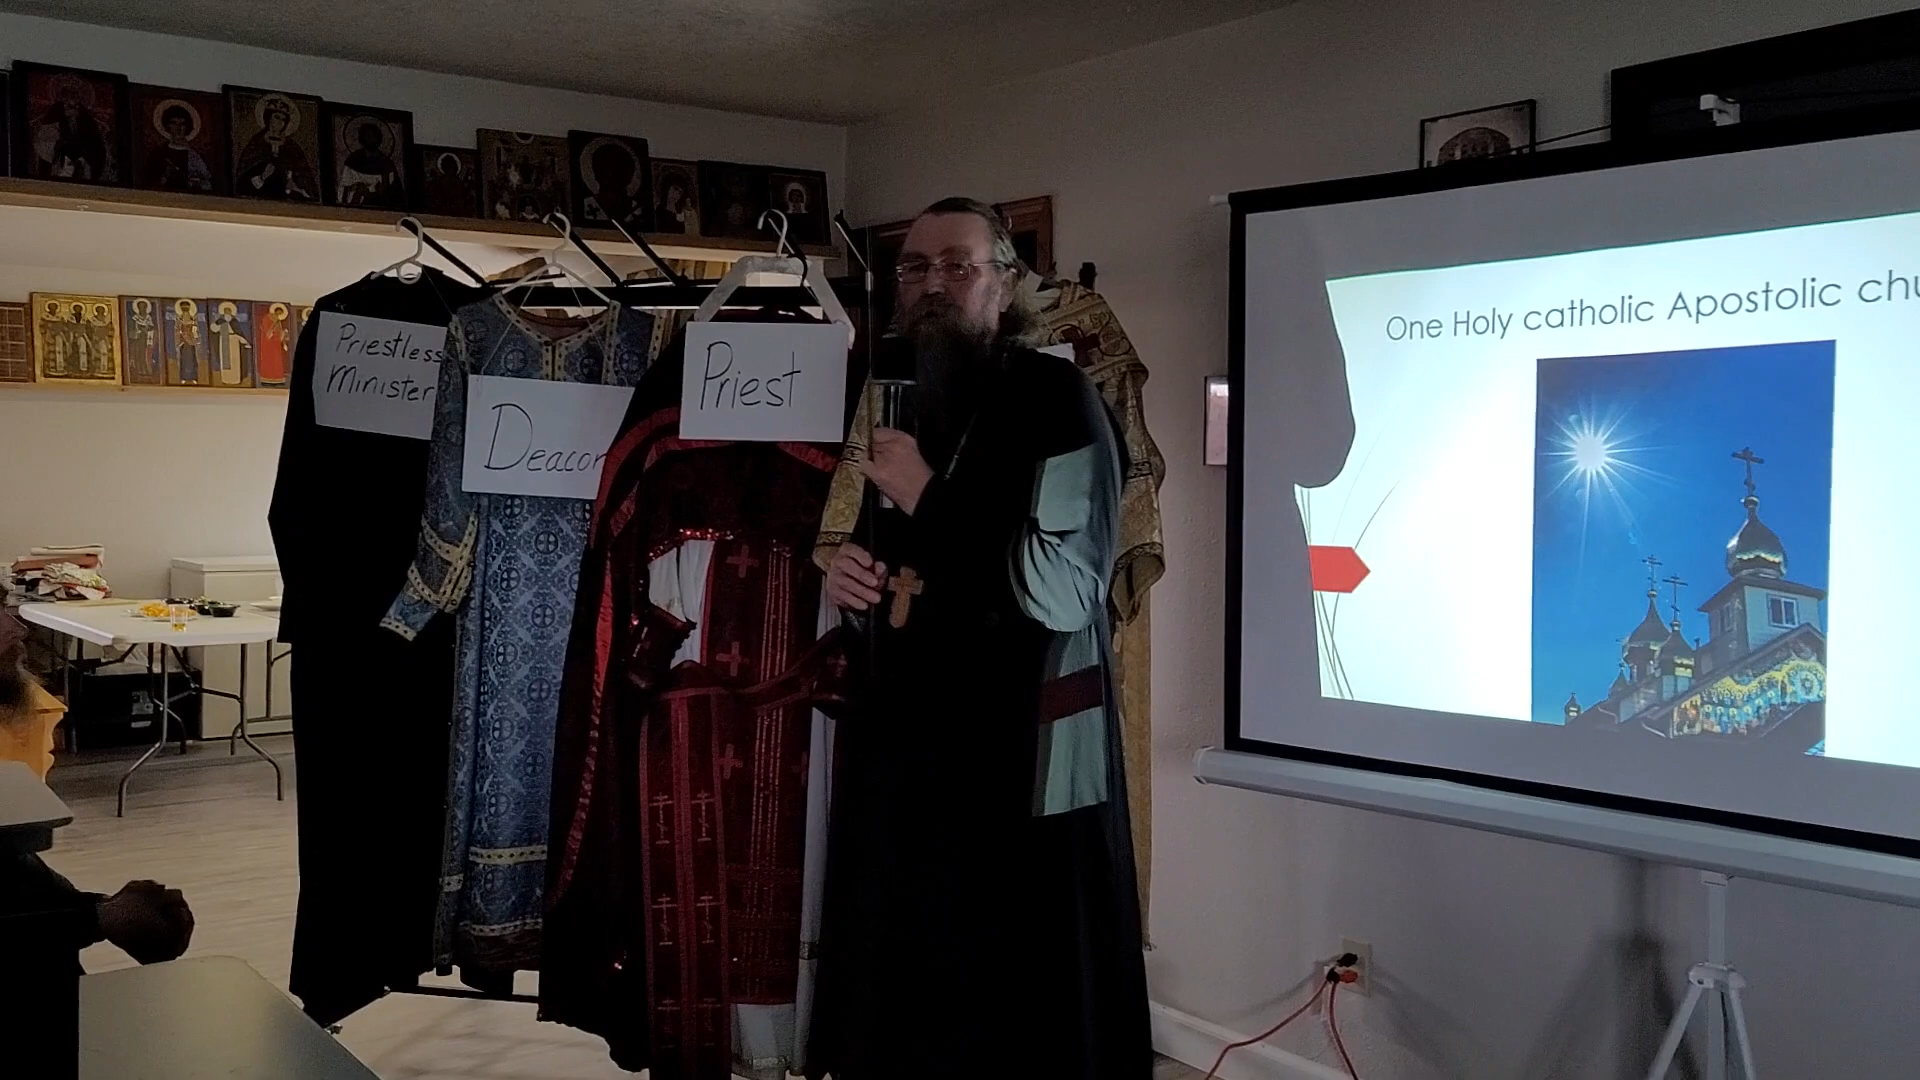 Priestless
Minister
Deacon
Priest
One Holy catholic Apostolic chu